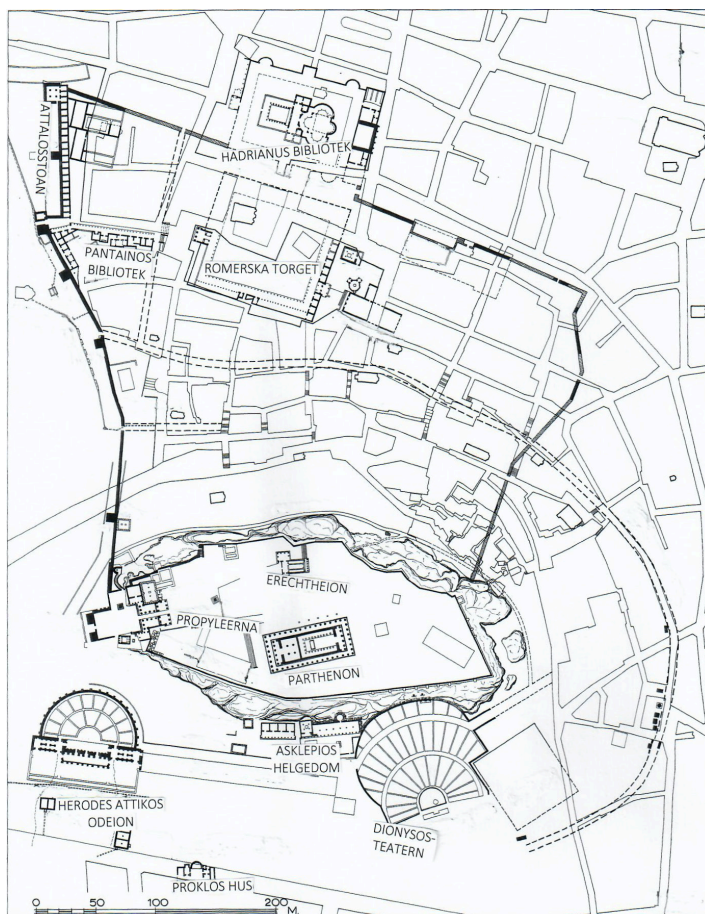 ATTALOSSTOAN
HADRIANUS BIBLIOTEK
PANTAINOS
BIBLIOTEK
ROMERSKA TORGET
ERECHTHEION
PROPYLEERNA
PARTHENON
ASKLEPIOS
HELGEDOM
HERODES ATTIKOS
ODEION
DIONYSOS-
TEATERN
PROKLOS HUS
0 50 100 200 M.